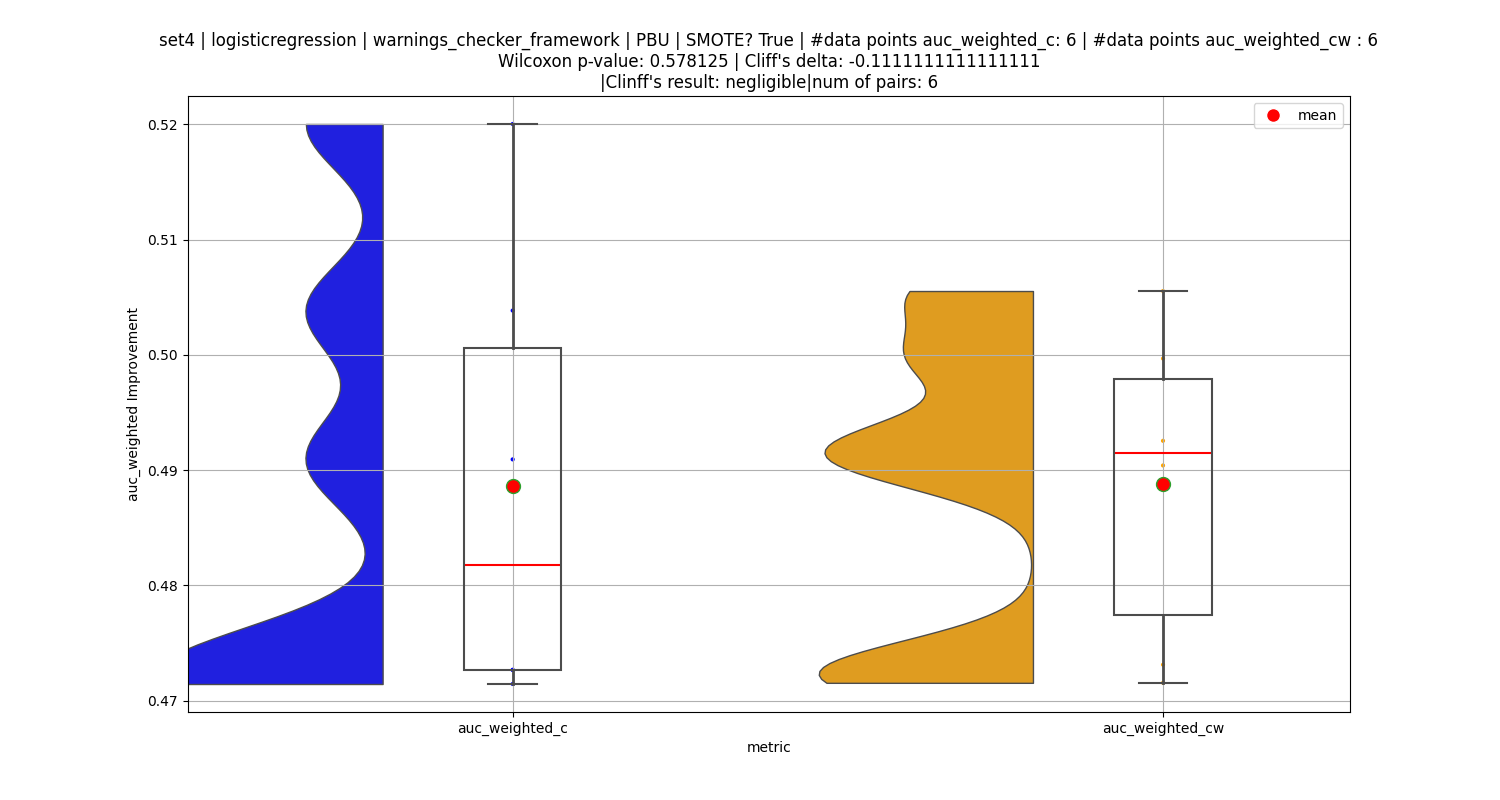 set4 | logisticregression | warnings_checker_framework | PBU | SMOTE? True | #data points auc_weighted_c: 6 | #data points auc_weighted_cw : 6
Wilcoxon p-value: 0.578125 | Cliff's delta: -0.1111111111111111
|Clinff's result: negligible|num of pairs: 6
mean
0.52
0.51
0.50
0.49
0.48
0.47
auc_weighted Improvement
auc_weighted_c
auc_weighted_cw
metric